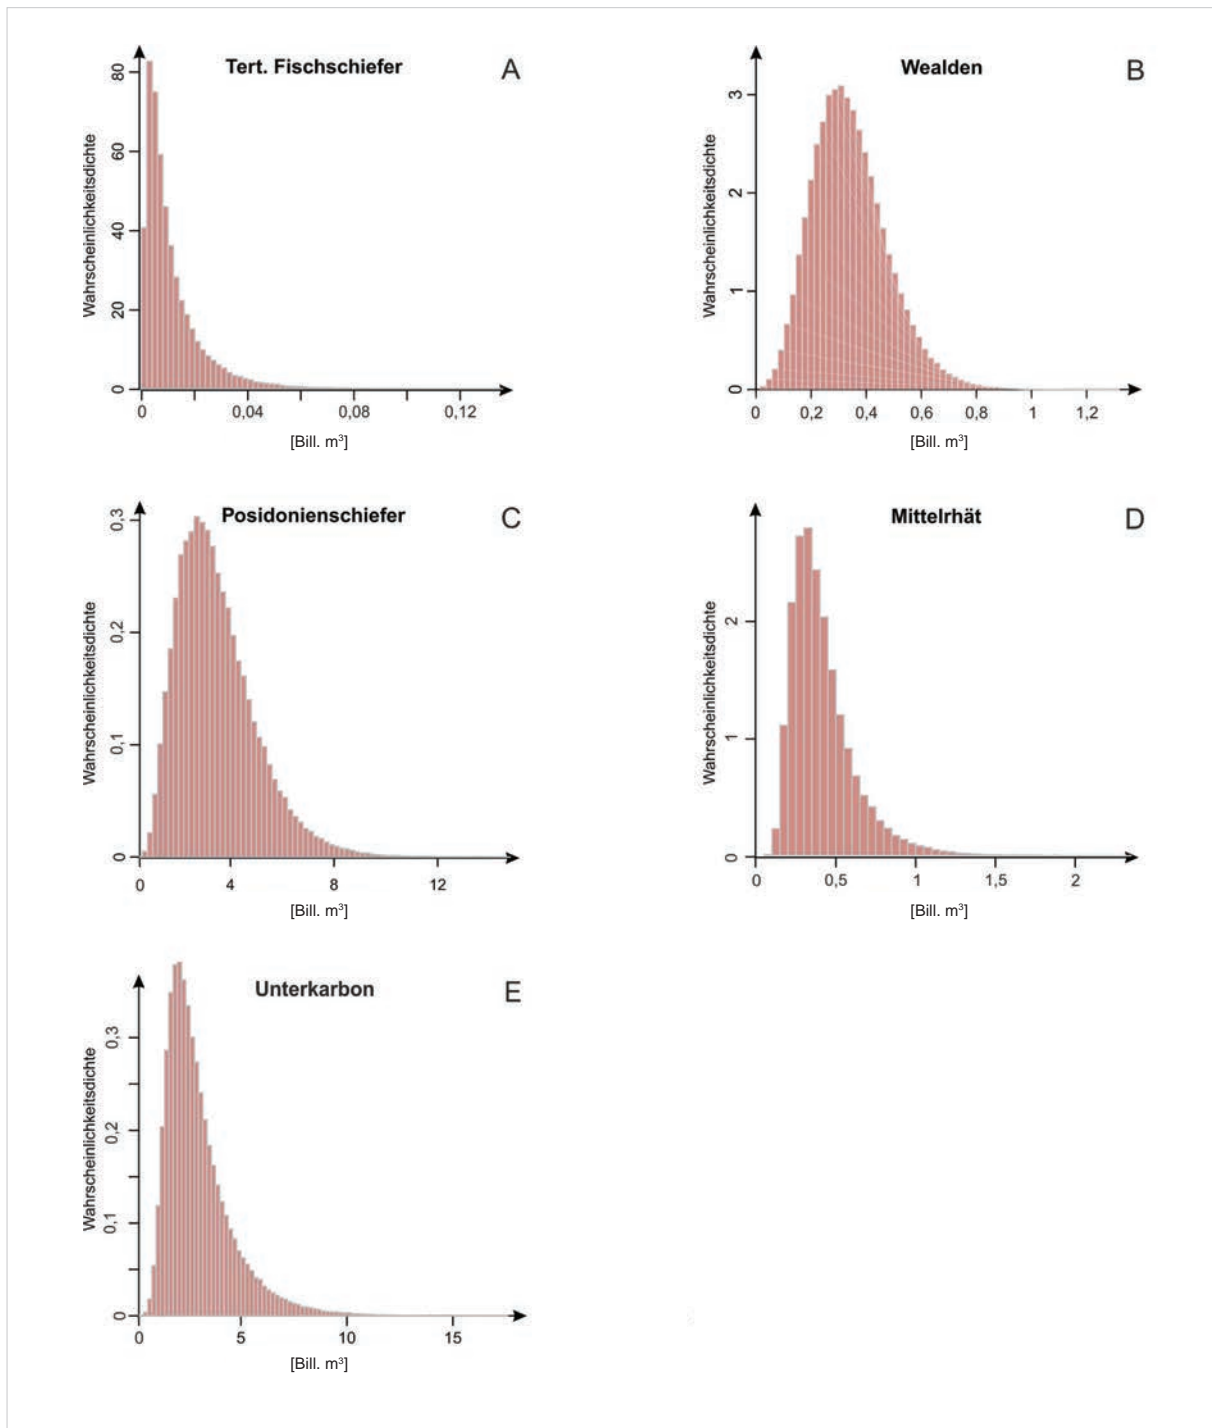 Tert. Fischschiefer
A
Wahrscheinlichkeitsdichte
80
60
40
20
0
0 0,04 0,08 0,12
[Bill. m³]
Wealden
B
Wahrscheinlichkeitsdichte
3
2
1
0
0 0,2 0,4 0,6 0,8 1 1,2
[Bill. m³]
Posidonienschiefer
C
Wahrscheinlichkeitsdichte
0,3
0,2
0,1
0
0 4 8 12
[Bill. m³]
Mittelrhät
D
Wahrscheinlichkeitsdichte
2
1
0
0 0,5 1 1,5 2
[Bill. m³]
Unterkarbon
E
Wahrscheinlichkeitsdichte
0,3
0,2
0,1
0
0 5 10 15
[Bill. m³]